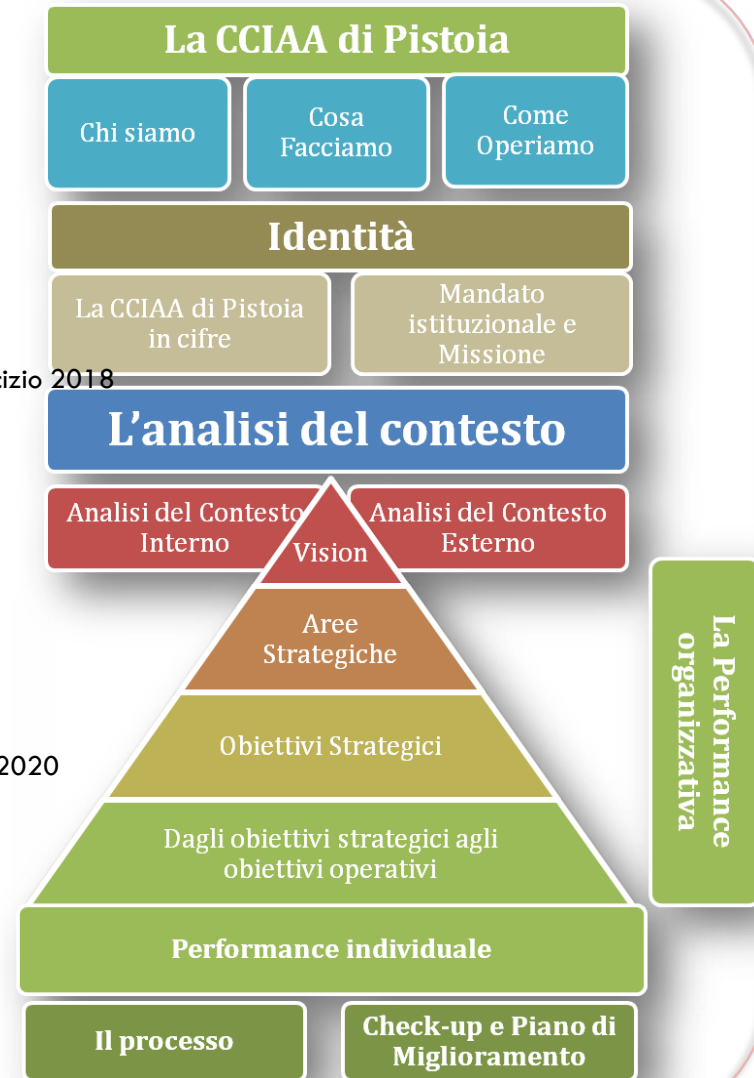 La CCIAA di Pistoia
Chi siamo
Cosa
Facciamo
Come
Operiamo
Identità
La CCIAA di Pistoia
in cifre
Mandato
istituzionale e
Missione
izio 2018
L’analisi del contesto
Analisi del Contesto
Interno
Vision
Analisi del Contesto
Esterno
Aree
Strategiche
La Performance
organizzativa
Obiettivi Strategici
2020
Dagli obiettivi strategici agli
obiettivi operativi
Performance individuale
Il processo
Check-up e Piano di
Miglioramento